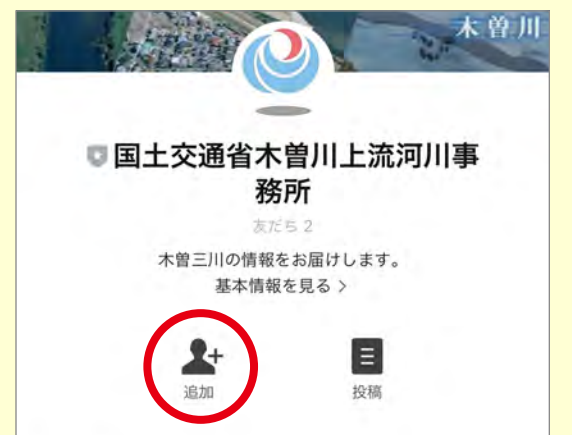 木曽川
国土交通省木曽川上流河川事
務所
友だち 2
木曽三川の情報をお届けします。
基本情報を見る >
追加
投稿